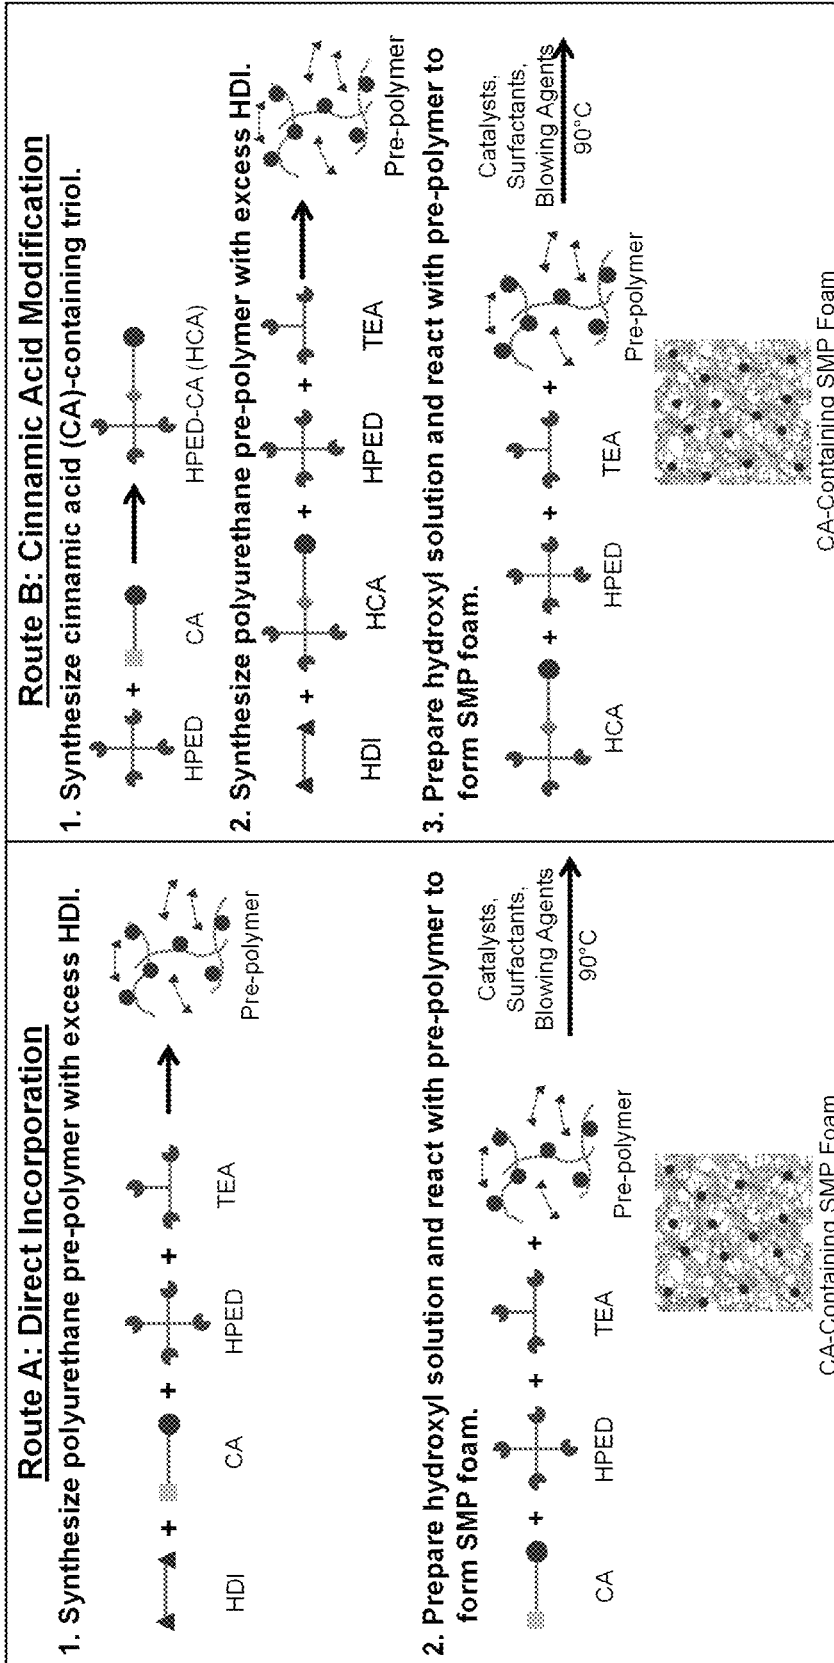 Route A: Direct Incorporation
1. Synthesize polyurethane pre-polymer with excess HDI.
+ + +
HDI CA HPED TEA Pre-polymer
2. Prepare hydroxyl solution and react with pre-polymer to
form SMP foam.
+ + +
CA HPED TEA Pre-polymer
Catalysts,
Surfactants,
Blowing Agents
90°C
CA-Containing SMP Foam
Route B: Cinnamic Acid Modification
1. Synthesize cinnamic acid (CA)-containing triol.
+
HPED CA HPED-CA (HCA)
2. Synthesize polyurethane pre-polymer with excess HDI.
+ + +
HDI HCA HPED TEA Pre-polymer
3. Prepare hydroxyl solution and react with pre-polymer to
form SMP foam.
+ + +
HCA HPED TEA Pre-polymer
Catalysts,
Surfactants,
Blowing Agents
90°C
CA-Containing SMP Foam